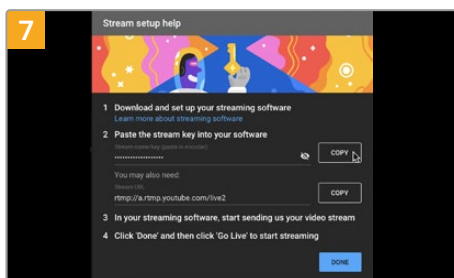 7
Stream setup help
1 Download and set up your streaming software
Learn more about streaming software
2 Paste the stream key into your software
Stream name/key (paste in encoder)
COPY
You may also need:
Stream URL
rtmp://a.rtmp.youtube.com/live2
COPY
3 In your streaming software, start sending us your video stream
4 Click 'Done' and then click 'Go Live' to start streaming
DONE